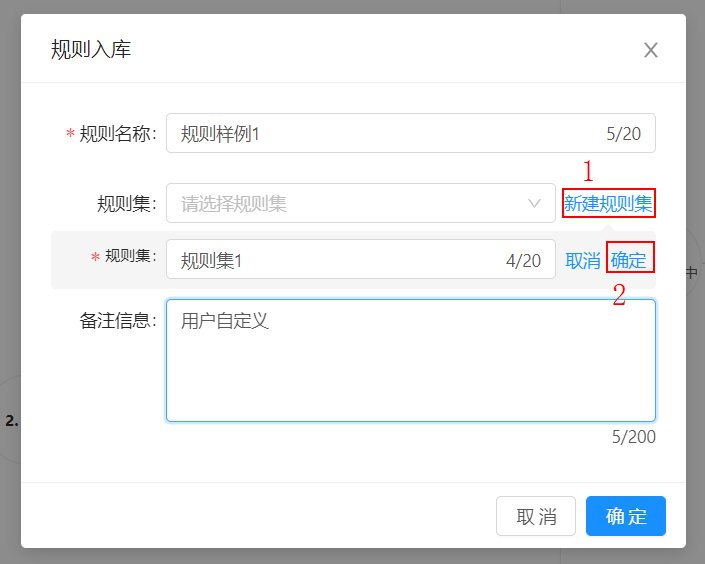 规则入库
* 规则名称: 规则样例1 5/20
1
规则集: 请选择规则集 新建规则集
* 规则集: 规则集1 4/20 取消 确定
2
备注信息: 用户自定义
5/200
取消 确定
2.
中